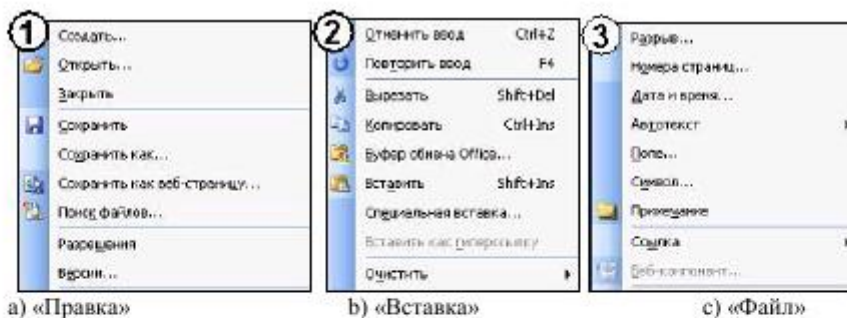 1
Создать...
Открыть...
Закрыть
Сохранить
Сохранить как...
Сохранить как веб-страницу...
Поиск файлов...
Разрешения
Версии...
2
Отменить ввод Ctrl+Z
Повторить ввод F4
Вырезать Shift+Del
Копировать Ctrl+Ins
Буфер обмена Office...
Вставить Shift+Ins
Специальная вставка...
Вставить как гиперссылку
Очистить
3
Разрыв...
Номера страниц...
Дата и время...
Автотекст
Поле...
Символ...
Примечание
Ссылка
Веб-компонент...
a) «Правка» b) «Вставка» c) «Файл»